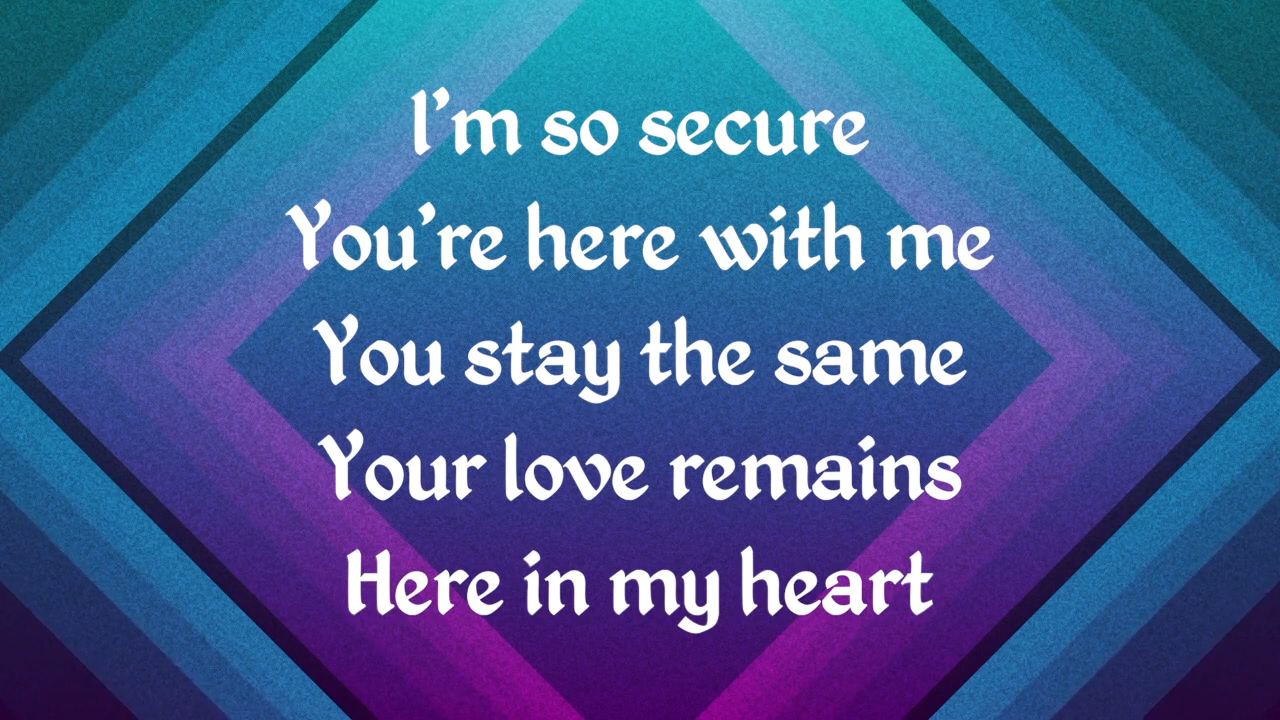 I'm so secure
You're here with me
You stay the same
Your love remains
Here in my heart